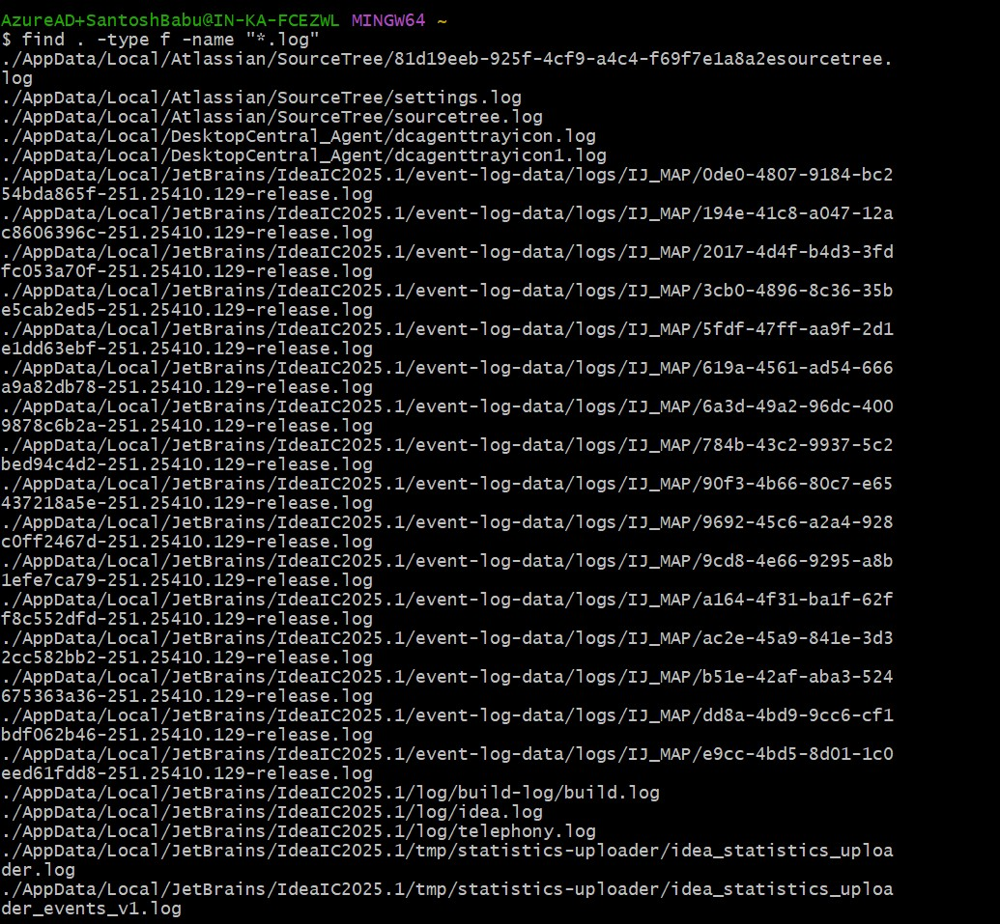 AzureAD+SantoshBabu@IN-KA-FCEZWL MINGW64 ~
$ find . -type f -name "*.log"
./AppData/Local/Atlassian/SourceTree/81d19eeb-925f-4cf9-a4c4-f69f7e1a8a2esourcetree.
log
./AppData/Local/Atlassian/SourceTree/settings.log
./AppData/Local/Atlassian/SourceTree/sourcetree.log
./AppData/Local/DesktopCentral_Agent/dcagenttrayicon.log
./AppData/Local/DesktopCentral_Agent/dcagenttrayicon1.log
./AppData/Local/JetBrains/IdeaIC2025.1/event-log-data/logs/IJ_MAP/0de0-4807-9184-bc2
54bda865f-251.25410.129-release.log
./AppData/Local/JetBrains/IdeaIC2025.1/event-log-data/logs/IJ_MAP/194e-41c8-a047-12a
c8606396c-251.25410.129-release.log
./AppData/Local/JetBrains/IdeaIC2025.1/event-log-data/logs/IJ_MAP/2017-4d4f-b4d3-3fd
fc053a70f-251.25410.129-release.log
./AppData/Local/JetBrains/IdeaIC2025.1/event-log-data/logs/IJ_MAP/3cb0-4896-8c36-35b
e5cab2ed5-251.25410.129-release.log
./AppData/Local/JetBrains/IdeaIC2025.1/event-log-data/logs/IJ_MAP/5fdf-47ff-aa9f-2d1
e1dd63ebf-251.25410.129-release.log
./AppData/Local/JetBrains/IdeaIC2025.1/event-log-data/logs/IJ_MAP/619a-4561-ad54-666
a9a82db78-251.25410.129-release.log
./AppData/Local/JetBrains/IdeaIC2025.1/event-log-data/logs/IJ_MAP/6a3d-49a2-96dc-400
9878c6b2a-251.25410.129-release.log
./AppData/Local/JetBrains/IdeaIC2025.1/event-log-data/logs/IJ_MAP/784b-43c2-9937-5c2
bed94c4d2-251.25410.129-release.log
./AppData/Local/JetBrains/IdeaIC2025.1/event-log-data/logs/IJ_MAP/90f3-4b66-80c7-e65
437218a5e-251.25410.129-release.log
./AppData/Local/JetBrains/IdeaIC2025.1/event-log-data/logs/IJ_MAP/9692-45c6-a2a4-928
c0ff2467d-251.25410.129-release.log
./AppData/Local/JetBrains/IdeaIC2025.1/event-log-data/logs/IJ_MAP/9cd8-4e66-9295-a8b
1efe7ca79-251.25410.129-release.log
./AppData/Local/JetBrains/IdeaIC2025.1/event-log-data/logs/IJ_MAP/a164-4f31-ba1f-62f
f8c552dfd-251.25410.129-release.log
./AppData/Local/JetBrains/IdeaIC2025.1/event-log-data/logs/IJ_MAP/ac2e-45a9-841e-3d3
2cc582bb2-251.25410.129-release.log
./AppData/Local/JetBrains/IdeaIC2025.1/event-log-data/logs/IJ_MAP/b51e-42af-aba3-524
675363a36-251.25410.129-release.log
./AppData/Local/JetBrains/IdeaIC2025.1/event-log-data/logs/IJ_MAP/dd8a-4bd9-9cc6-cf1
bdf062b46-251.25410.129-release.log
./AppData/Local/JetBrains/IdeaIC2025.1/event-log-data/logs/IJ_MAP/e9cc-4bd5-8d01-1c0
eed61fdd8-251.25410.129-release.log
./AppData/Local/JetBrains/IdeaIC2025.1/log/build-log/build.log
./AppData/Local/JetBrains/IdeaIC2025.1/log/idea.log
./AppData/Local/JetBrains/IdeaIC2025.1/log/telephony.log
./AppData/Local/JetBrains/IdeaIC2025.1/tmp/statistics-uploader/idea_statistics_uploa
der.log
./AppData/Local/JetBrains/IdeaIC2025.1/tmp/statistics-uploader/idea_statistics_uploa
der_events_v1.log